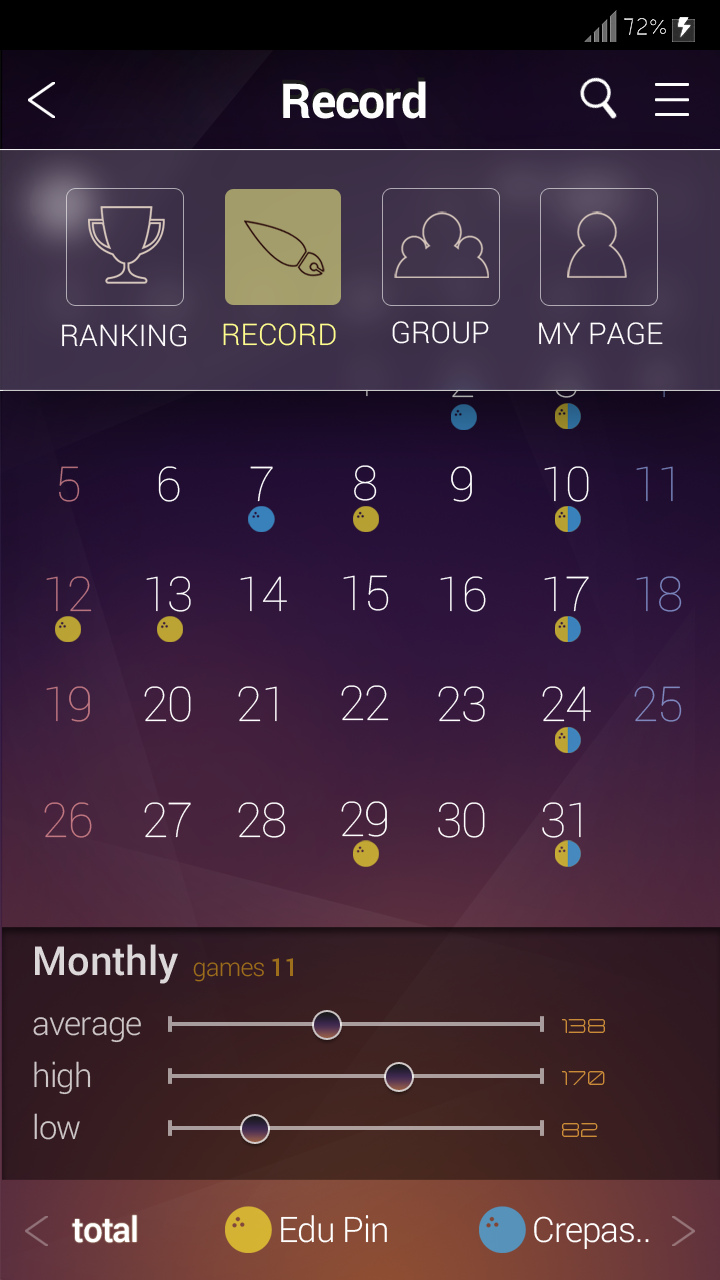 72%
Record
RANKING RECORD GROUP MY PAGE
5 6 7 8 9 10 11
12 13 14 15 16 17 18
19 20 21 22 23 24 25
26 27 28 29 30 31
Monthly games 11
average 138
high 170
low 82
total Edu Pin Crepas..